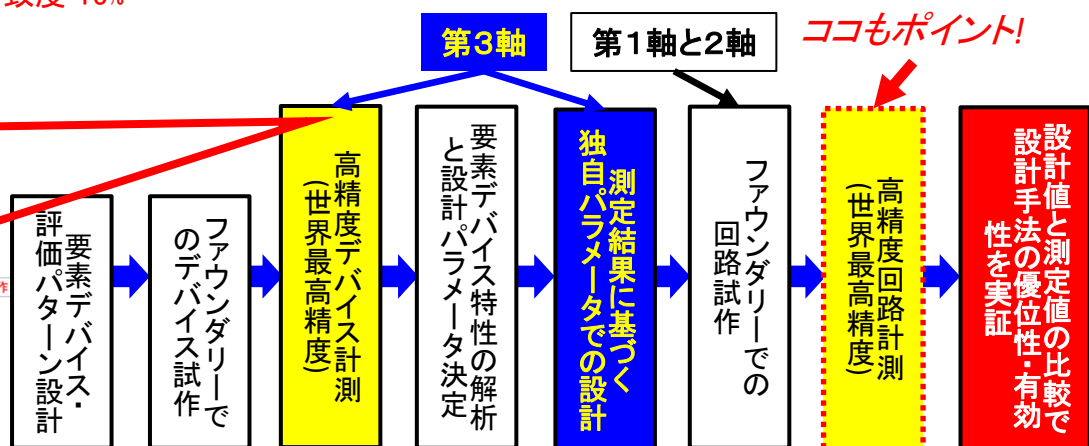 第3軸
第1軸と2軸
ココもポイント!
要素デバイス・
評価パターン設計
ファウンダリーで
のデバイス試作
高精度デバイス計測
(世界最高精度)
要素デバイス特性の解析
と設計パラメータ決定
測定結果に基づく
独自パラメータでの設計
ファウンダリーでの
回路試作
高精度回路計測
(世界最高精度)
設計値と測定値の比較で
設計手法の優位性・有効
性を実証
作